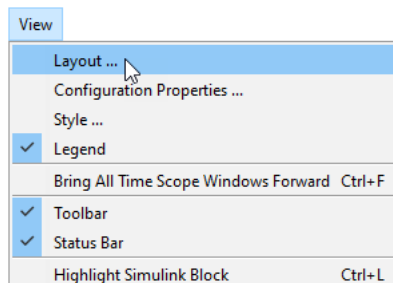 View
Layout ...
Configuration Properties ...
Style ...
Legend
Bring All Time Scope Windows Forward Ctrl+F
Toolbar
Status Bar
Highlight Simulink Block Ctrl+L